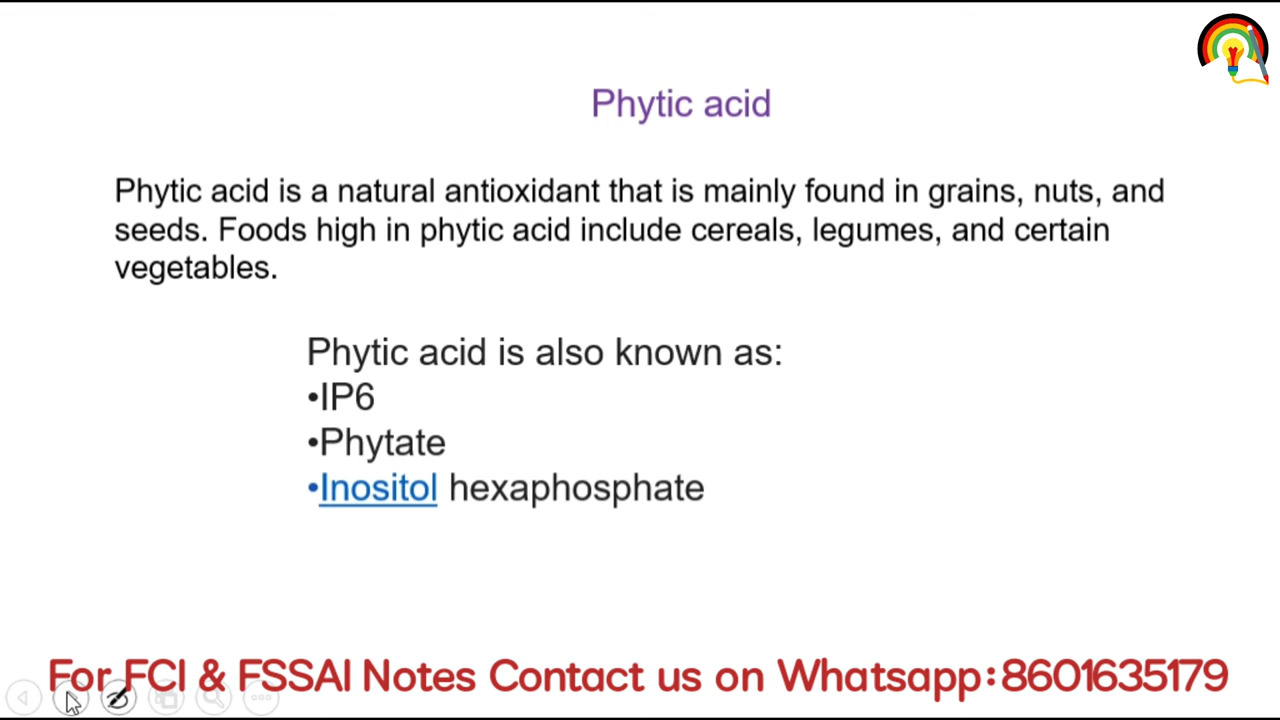 Phytic acid
Phytic acid is a natural antioxidant that is mainly found in grains, nuts, and
seeds. Foods high in phytic acid include cereals, legumes, and certain
vegetables.
Phytic acid is also known as:
•IP6
•Phytate
•Inositol hexaphosphate
For FCI & FSSAI Notes Contact us on Whatsapp:8601635179